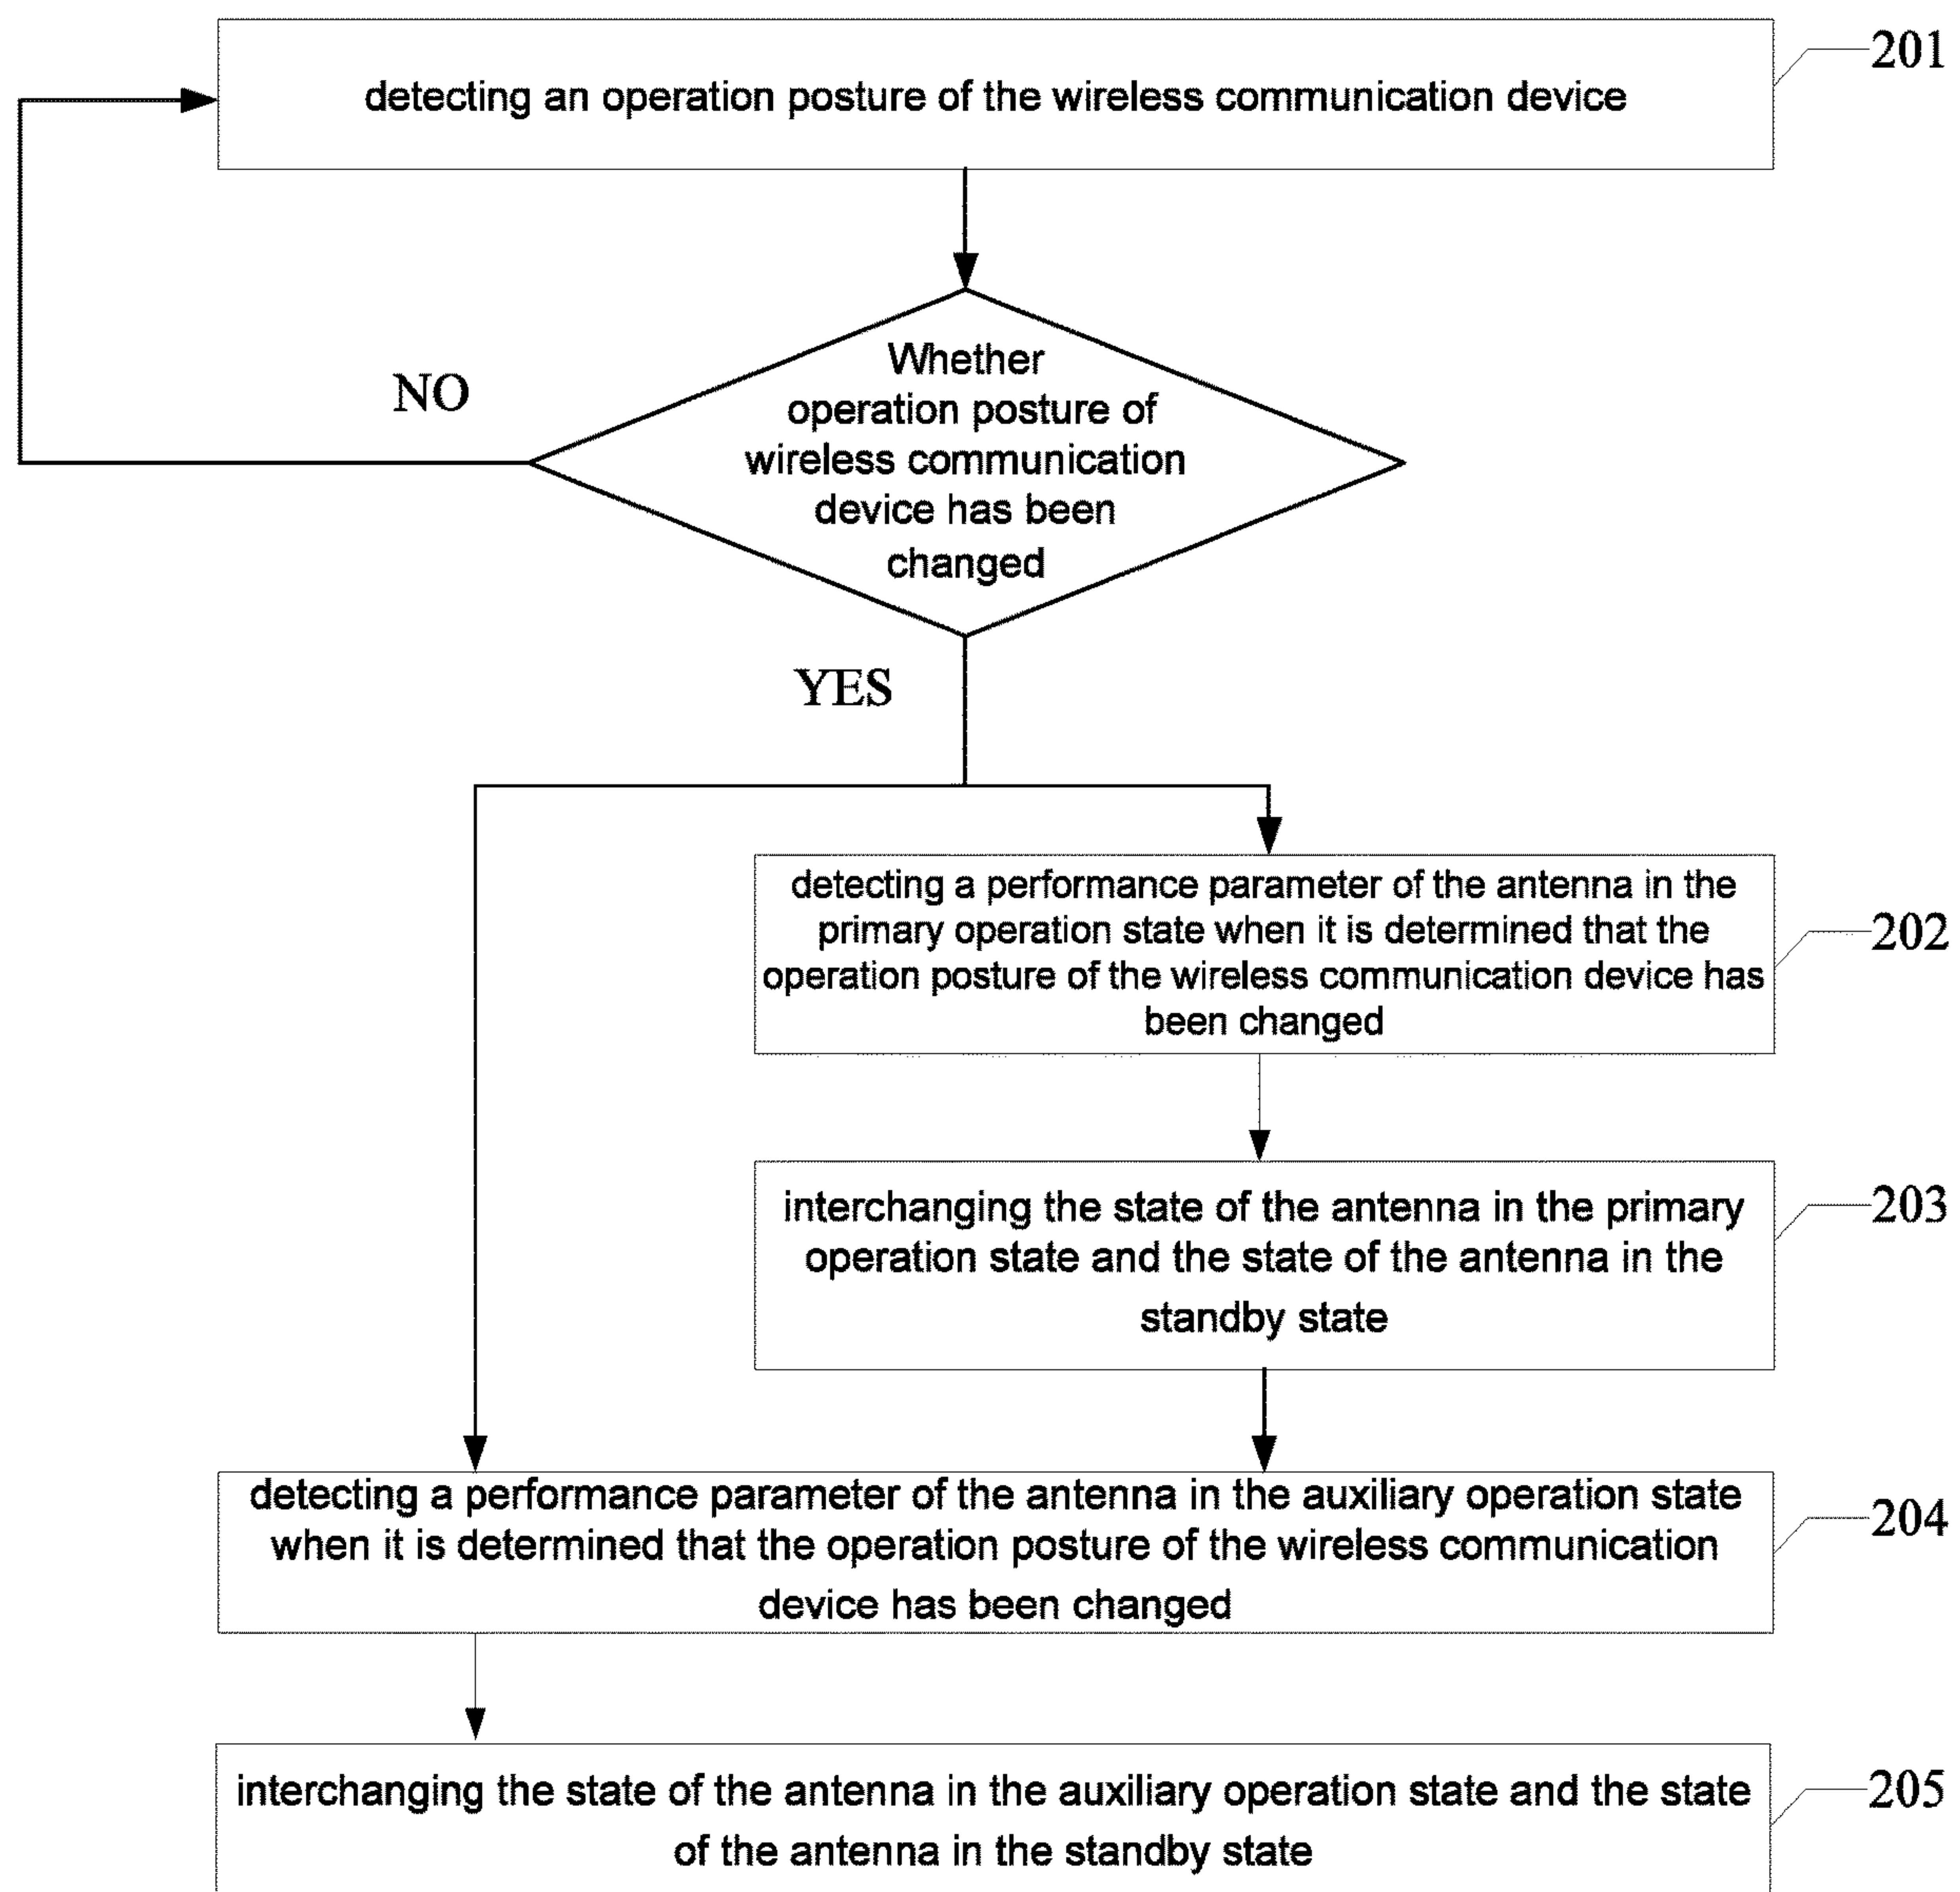 detecting an operation posture of the wireless communication device
201
Whether
operation posture of
wireless communication
device has been
changed
NO
YES
detecting a performance parameter of the antenna in the
primary operation state when it is determined that the
operation posture of the wireless communication device has
been changed
202
interchanging the state of the antenna in the primary
operation state and the state of the antenna in the
standby state
203
detecting a performance parameter of the antenna in the auxiliary operation state
when it is determined that the operation posture of the wireless communication
device has been changed
204
interchanging the state of the antenna in the auxiliary operation state and the state
of the antenna in the standby state
205